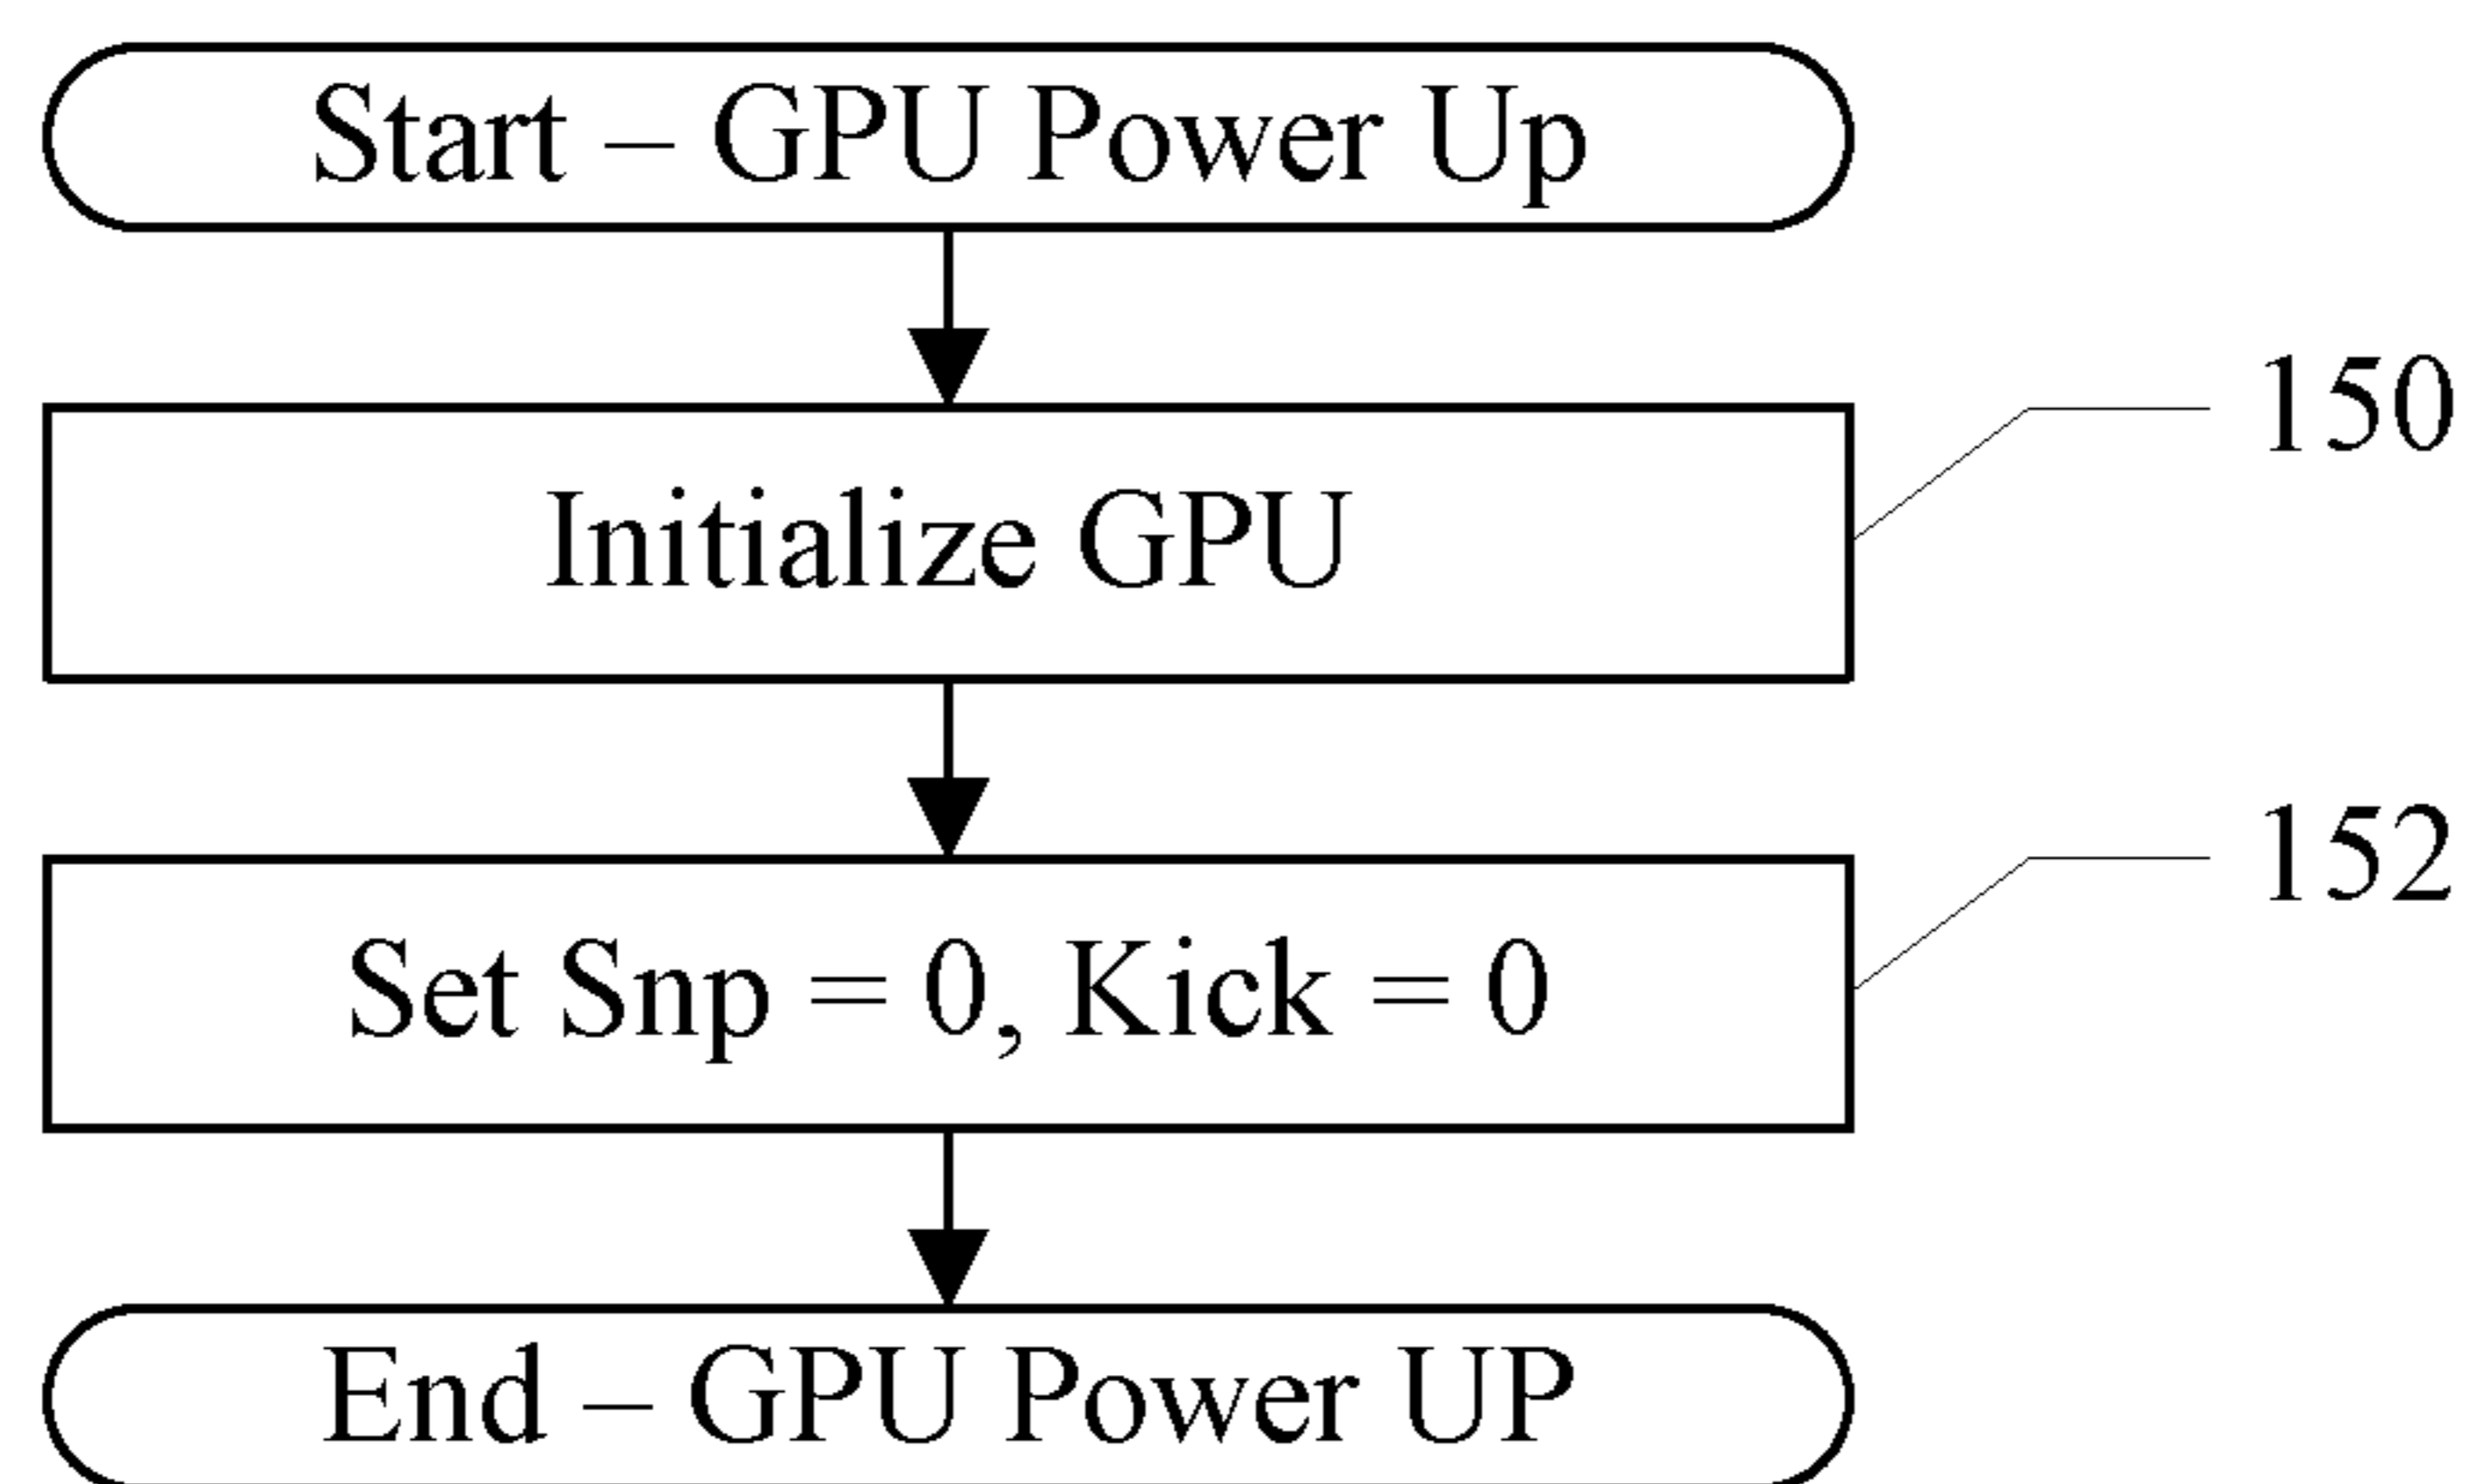 Start – GPU Power Up
150
Initialize GPU
152
Set Snp = 0, Kick = 0
End – GPU Power UP